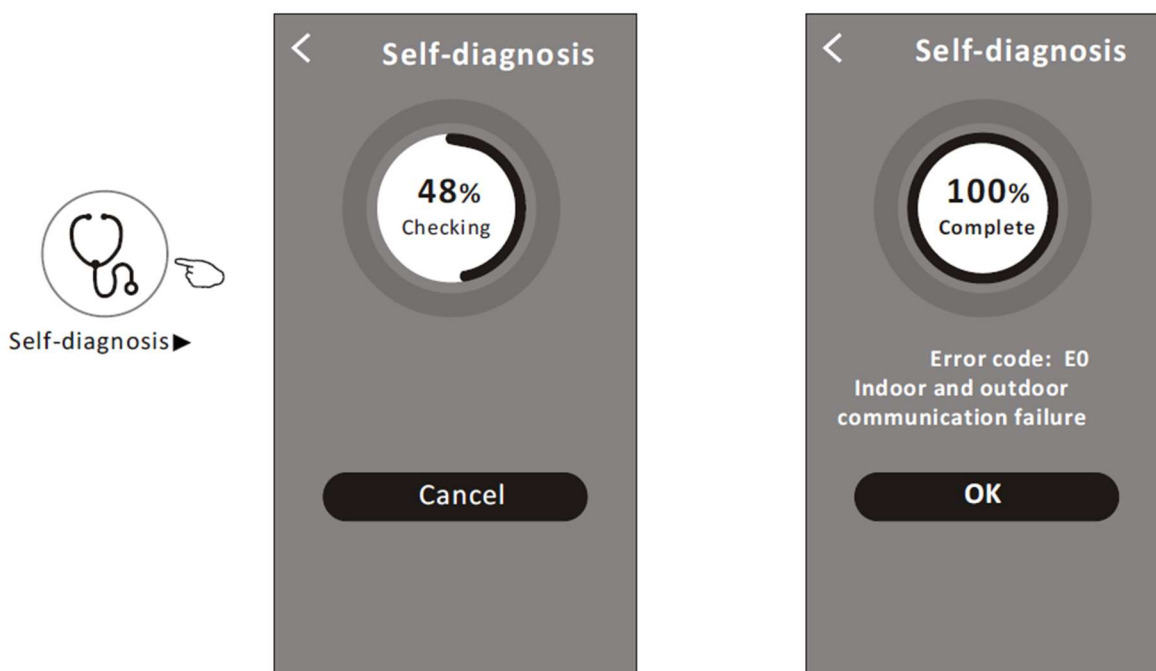 Self-diagnosis▶
Self-diagnosis
48%
Checking
Cancel
Self-diagnosis
100%
Complete
Error code: E0
Indoor and outdoor
communication failure
OK